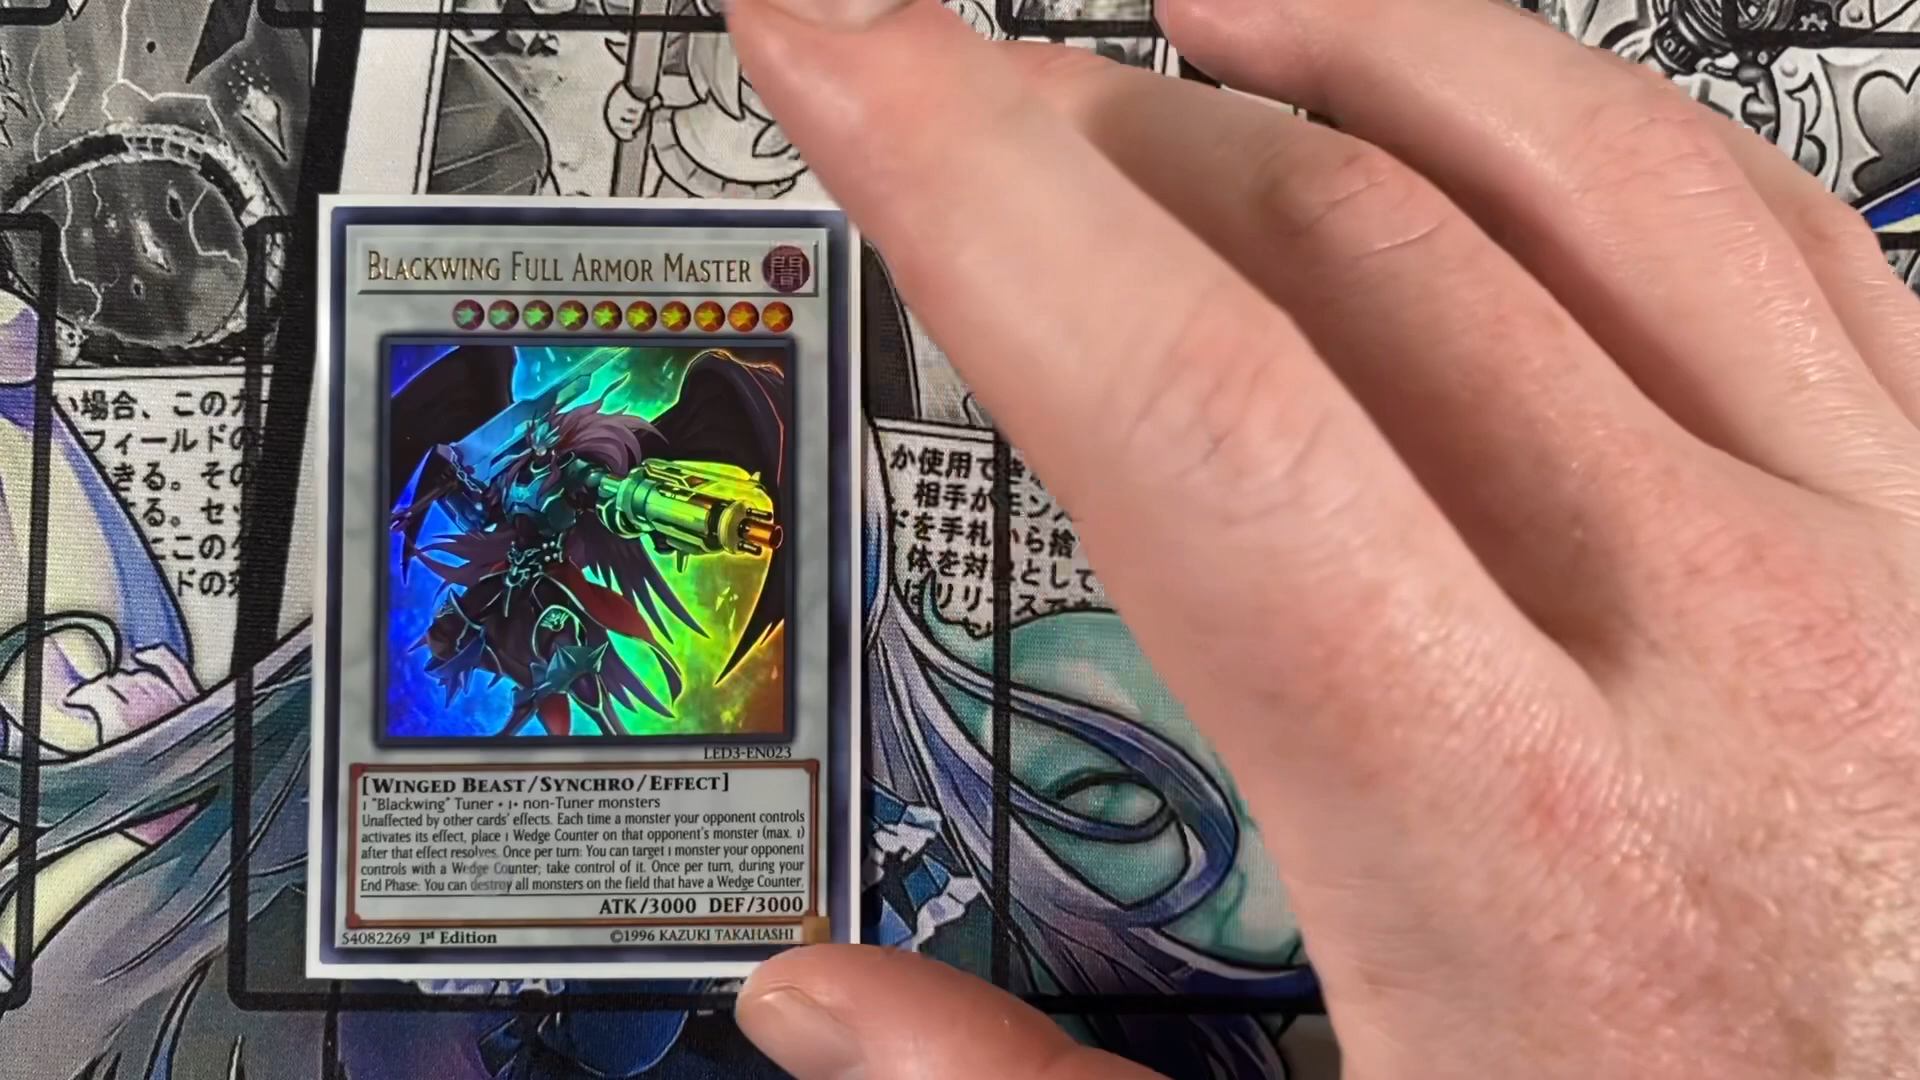 BLACKWING FULL ARMOR MASTER 闇
LED3-EN023
[WINGED BEAST/SYNCHRO/EFFECT]
1 "Blackwing" Tuner + 1+ non-Tuner monsters
Unaffected by other cards' effects. Each time a monster your opponent controls
activates its effect, place 1 Wedge Counter on that opponent's monster (max. 1)
after that effect resolves. Once per turn: You can target 1 monster your opponent
controls with a Wedge Counter; take control of it. Once per turn, during your
End Phase: You can destroy all monsters on the field that have a Wedge Counter.
ATK/3000 DEF/3000
54082269 1st Edition ©1996 KAZUKI TAKAHASHI
い場合、このカ
フィールドの
きる。その
る。セ
このタ
ドの効
か使用でき
相手がモン
ドを手札から捨
体を対象として
リリースで